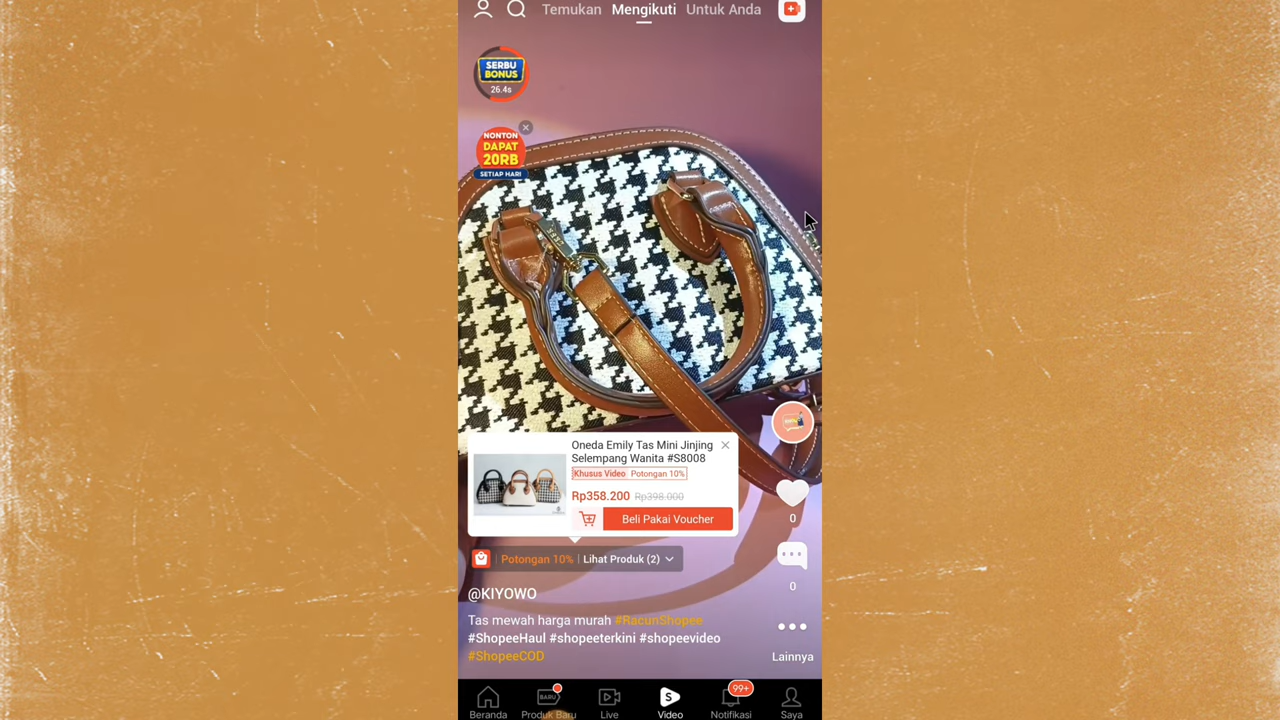 Temukan Mengikuti Untuk Anda
SERBU
BONUS
26.4s
NONTON
DAPAT
20RB
SETIAP HARI
Oneda Emily Tas Mini Jinjing
Selempang Wanita #S8008
Khusus Video Potongan 10%
Rp358.200 Rp398.000
Beli Pakai Voucher
Potongan 10% Lihat Produk (2)
0
0
@KIYOWO
Tas mewah harga murah #RacunShopee
#ShopeeHaul #shopeeterkini #shopeevideo
#ShopeeCOD
Lainnya
BARU
S
99+
Beranda Produk Baru Live Video Notifikasi Saya